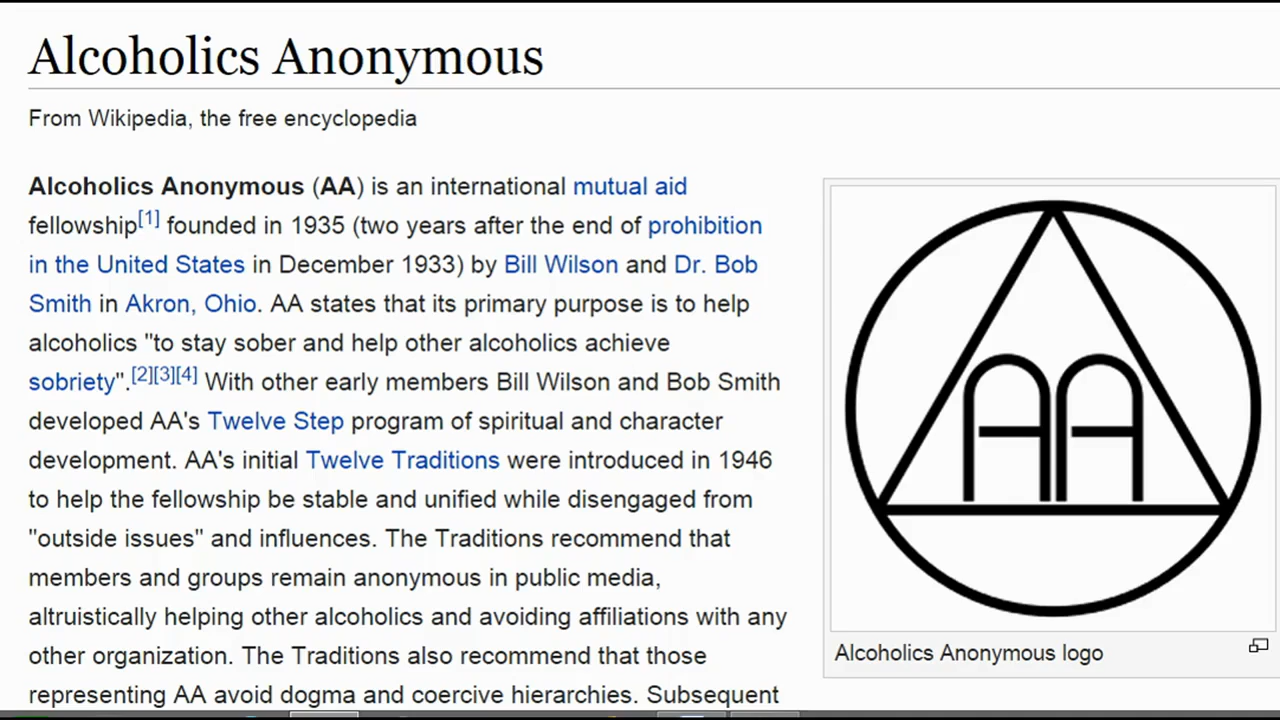 Alcoholics Anonymous
From Wikipedia, the free encyclopedia
Alcoholics Anonymous (AA) is an international mutual aid
fellowship[1] founded in 1935 (two years after the end of prohibition
in the United States in December 1933) by Bill Wilson and Dr. Bob
Smith in Akron, Ohio. AA states that its primary purpose is to help
alcoholics "to stay sober and help other alcoholics achieve
sobriety".[2][3][4] With other early members Bill Wilson and Bob Smith
developed AA's Twelve Step program of spiritual and character
development. AA's initial Twelve Traditions were introduced in 1946
to help the fellowship be stable and unified while disengaged from
"outside issues" and influences. The Traditions recommend that
members and groups remain anonymous in public media,
altruistically helping other alcoholics and avoiding affiliations with any
other organization. The Traditions also recommend that those
representing AA avoid dogma and coercive hierarchies. Subsequent
AA
Alcoholics Anonymous logo